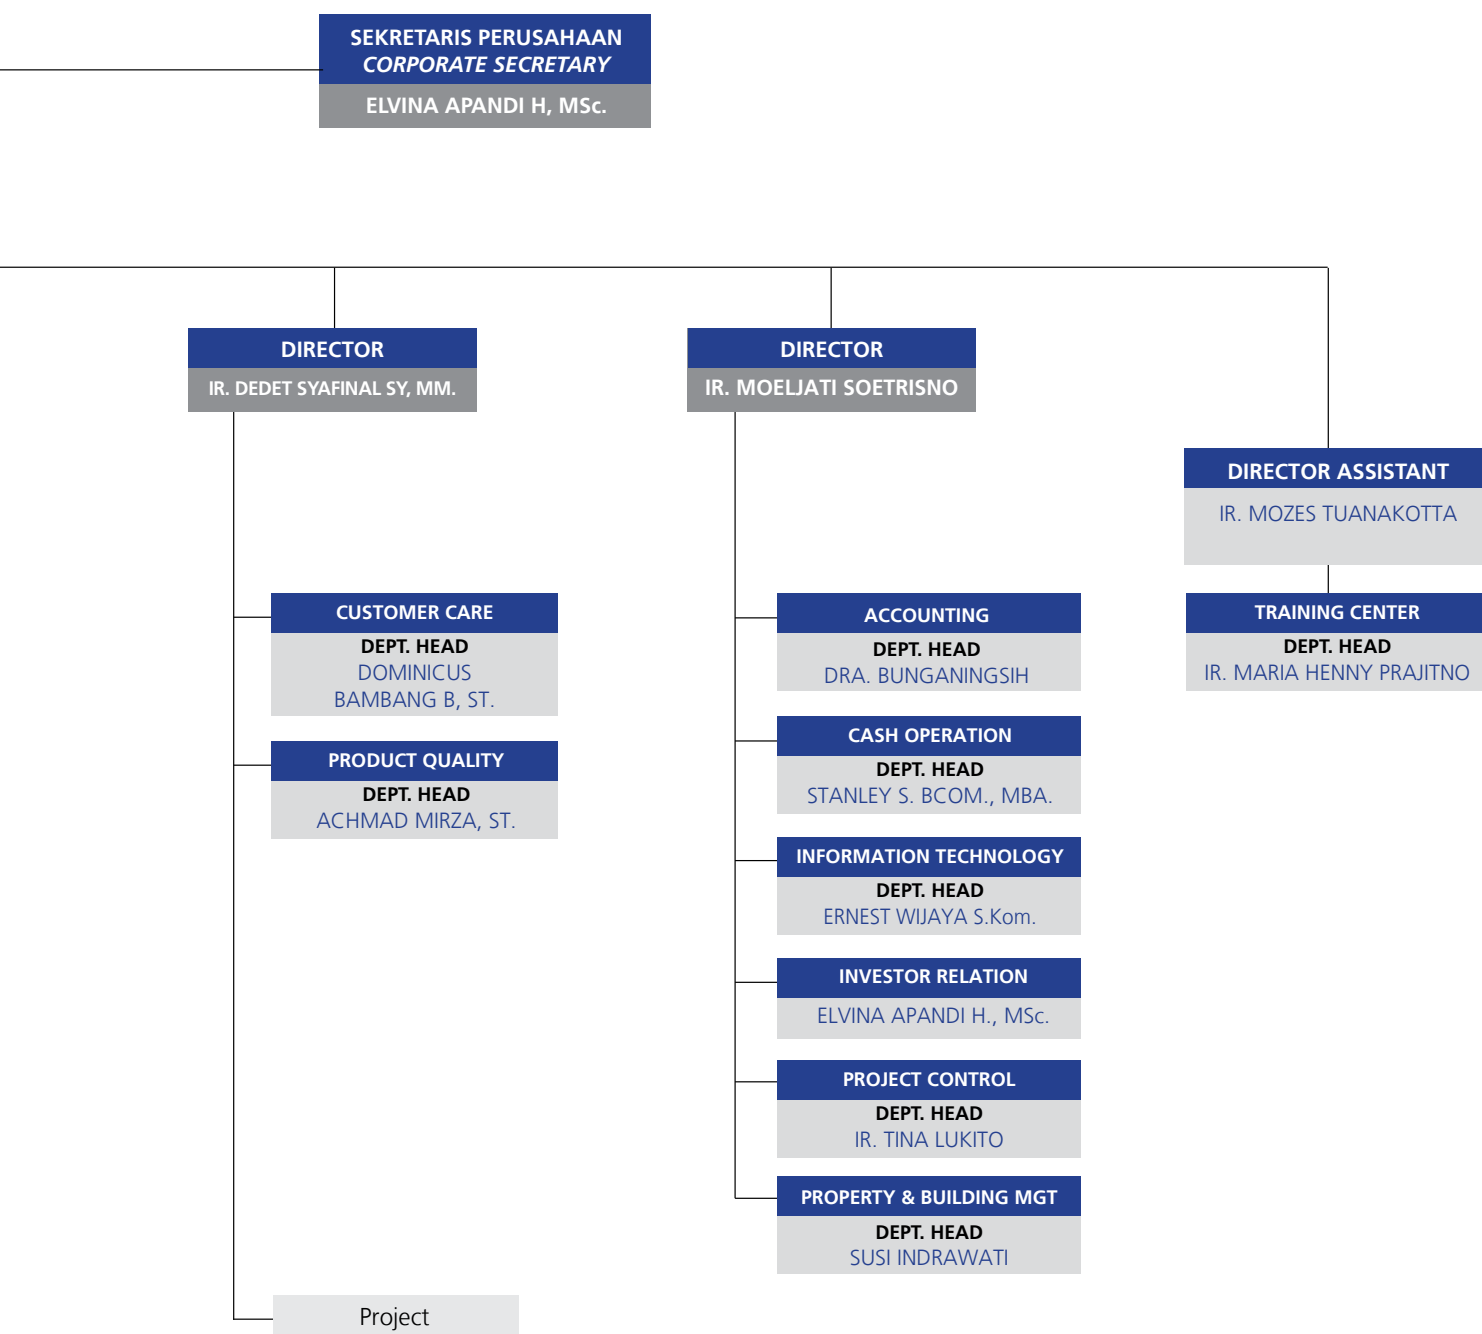 SEKRETARIS PERUSAHAAN
CORPORATE SECRETARY
ELVINA APANDI H, MSc.
DIRECTOR
IR. DEDET SYAFINAL SY, MM.
CUSTOMER CARE
DEPT. HEAD
DOMINICUS
BAMBANG B, ST.
PRODUCT QUALITY
DEPT. HEAD
ACHMAD MIRZA, ST.
Project
DIRECTOR
IR. MOELJATI SOETRISNO
ACCOUNTING
DEPT. HEAD
DRA. BUNGANINGSIH
CASH OPERATION
DEPT. HEAD
STANLEY S. BCOM., MBA.
INFORMATION TECHNOLOGY
DEPT. HEAD
ERNEST WIJAYA S.Kom.
INVESTOR RELATION
ELVINA APANDI H., MSc.
PROJECT CONTROL
DEPT. HEAD
IR. TINA LUKITO
PROPERTY & BUILDING MGT
DEPT. HEAD
SUSI INDRAWATI
DIRECTOR ASSISTANT
IR. MOZES TUANAKOTTA
TRAINING CENTER
DEPT. HEAD
IR. MARIA HENNY PRAJITNO